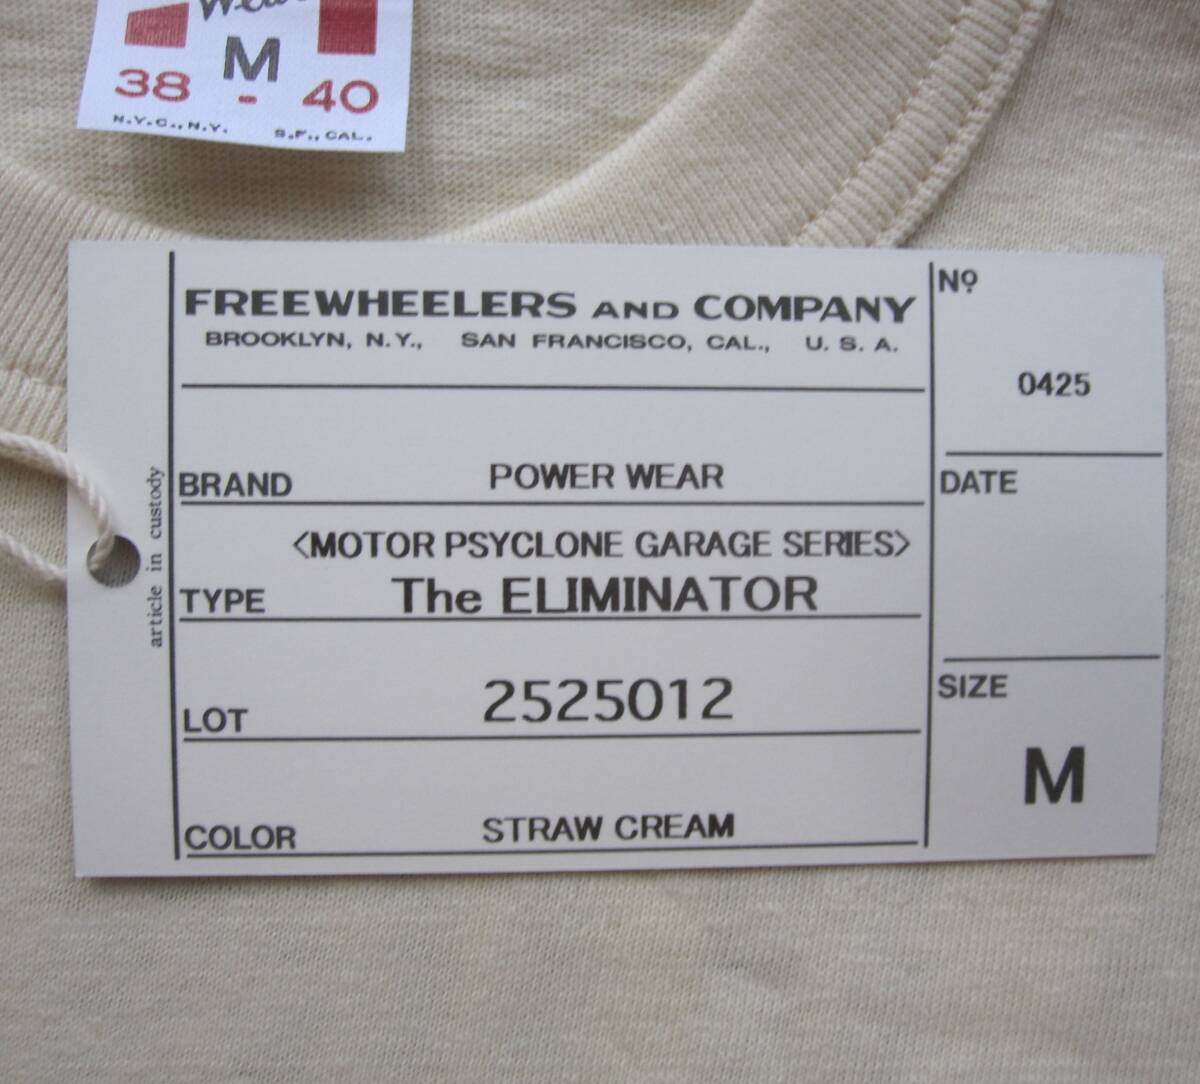 Wear
M
38 - 40
N.Y.C., N.Y. S.F., CAL.
FREEWHEELERS AND COMPANY
BROOKLYN, N.Y., SAN FRANCISCO, CAL., U. S. A.
BRAND POWER WEAR
<MOTOR PSYCLONE GARAGE SERIES>
TYPE The ELIMINATOR
LOT 2525012
COLOR STRAW CREAM
article in custody
Nº
0425
DATE
SIZE
M